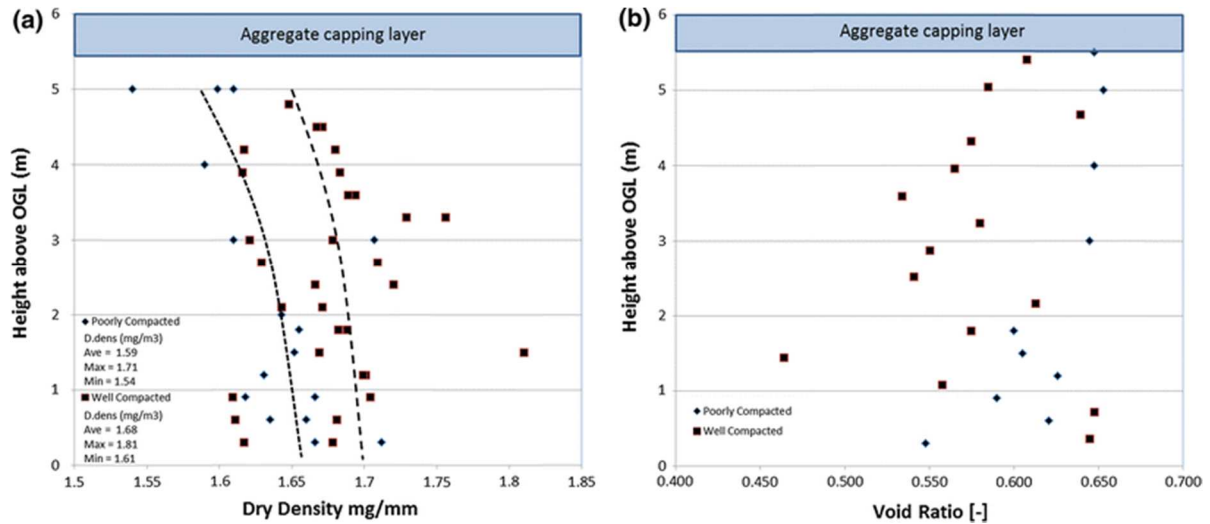 (a)
Aggregate capping layer
6
5
4
3
2
1
0
Height above OGL (m)
Poorly Compacted
D.dens (mg/m3)
Ave = 1.59
Max = 1.71
Min = 1.54
Well Compacted
D.dens (mg/m3)
Ave = 1.68
Max = 1.81
Min = 1.61
1.5 1.55 1.6 1.65 1.7 1.75 1.8 1.85
Dry Density mg/mm
(b)
Aggregate capping layer
6
5
4
3
2
1
0
Height above OGL (m)
Poorly Compacted
Well Compacted
0.400 0.450 0.500 0.550 0.600 0.650 0.700
Void Ratio [-]